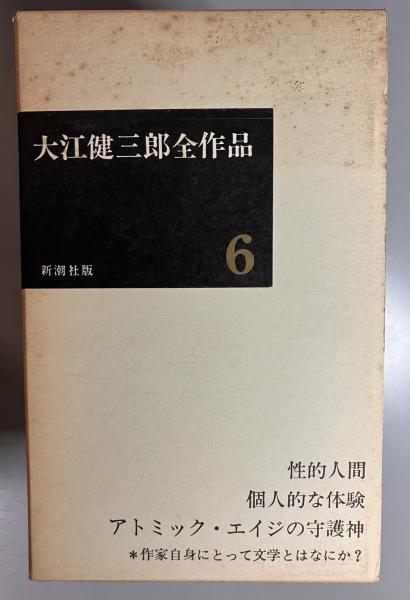 大江健三郎全作品
6
新潮社版
性的人間
個人的な体験
アトミック・エイジの守護神
*作家自身にとって文学とはなにか?